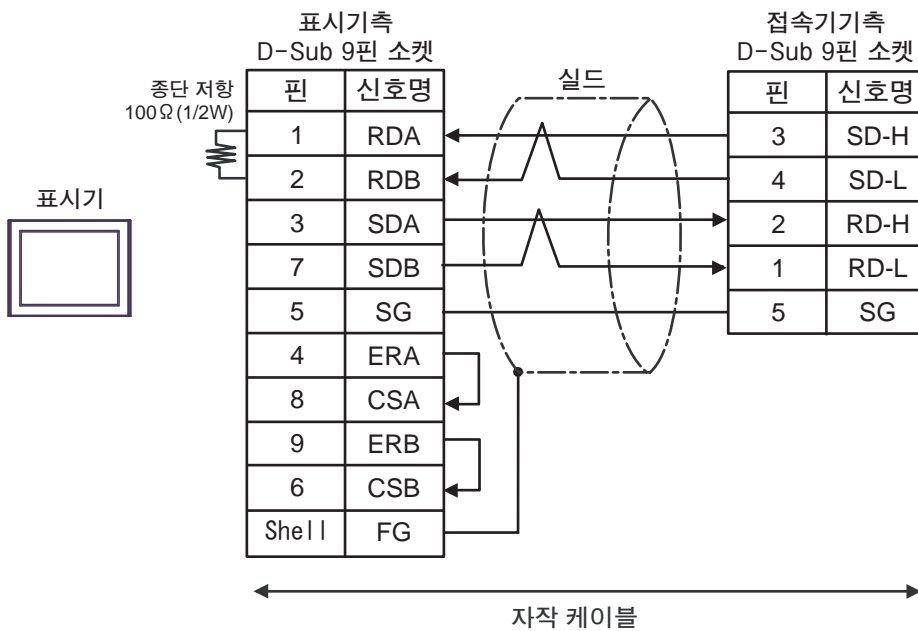 표시기측
D-Sub 9핀 소켓
접속기기측
D-Sub 9핀 소켓
종단 저항
100Ω(1/2W)
실드
표시기
핀 신호명
1 RDA
2 RDB
3 SDA
7 SDB
5 SG
4 ERA
8 CSA
9 ERB
6 CSB
Shell FG
핀 신호명
3 SD-H
4 SD-L
2 RD-H
1 RD-L
5 SG
자작 케이블